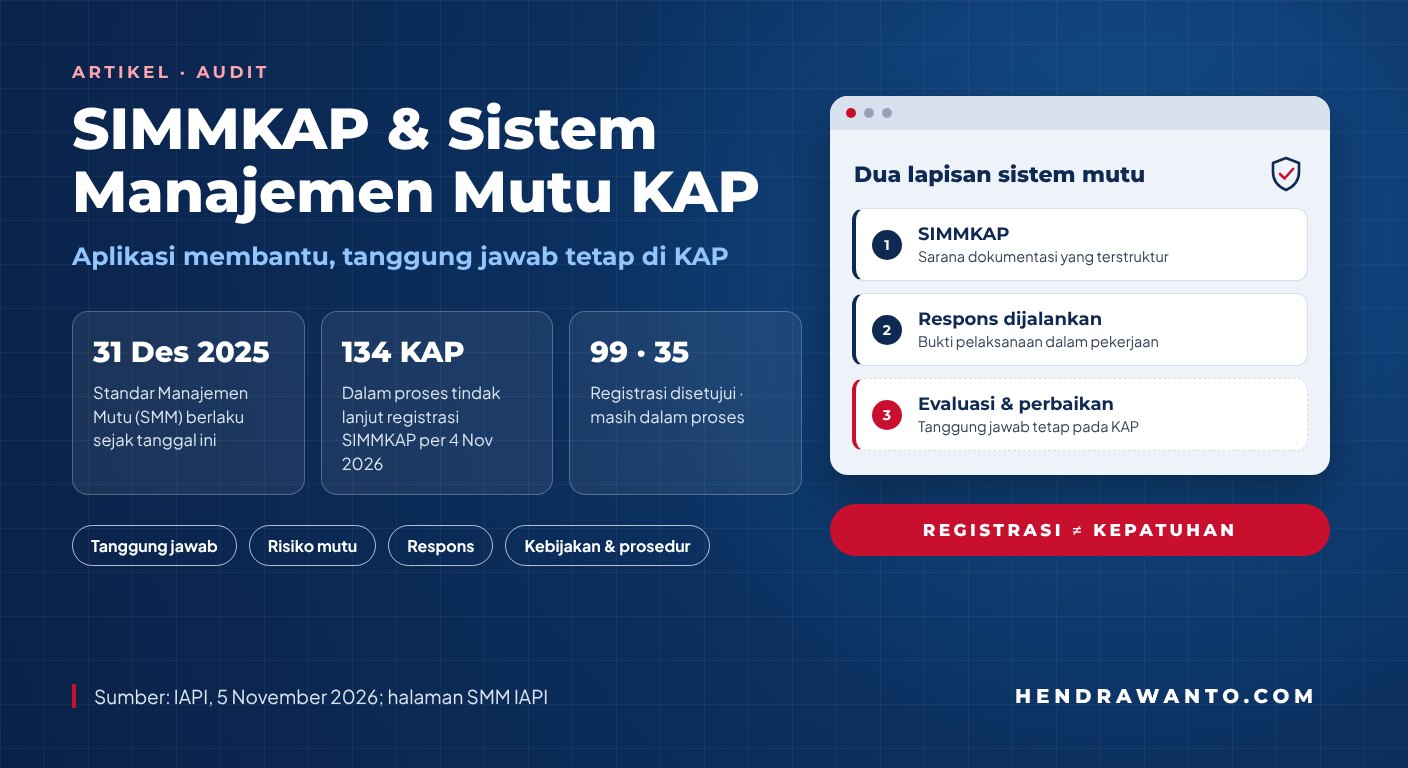 ARTIKEL · AUDIT
SIMMKAP & Sistem
Manajemen Mutu KAP
Aplikasi membantu, tanggung jawab tetap di KAP
31 Des 2025
Standar Manajemen
Mutu (SMM) berlaku
sejak tanggal ini
134 KAP
Dalam proses tindak
lanjut registrasi
SIMMKAP per 4 Nov
2026
99 · 35
Registrasi disetujui ·
masih dalam proses
Tanggung jawab
Risiko mutu
Respons
Kebijakan & prosedur
Dua lapisan sistem mutu
1
SIMMKAP
Sarana dokumentasi yang terstruktur
2
Respons dijalankan
Bukti pelaksanaan dalam pekerjaan
3
Evaluasi & perbaikan
Tanggung jawab tetap pada KAP
REGISTRASI ≠ KEPATUHAN
Sumber: IAPI, 5 November 2026; halaman SMM IAPI
HENDRAWANTO.COM